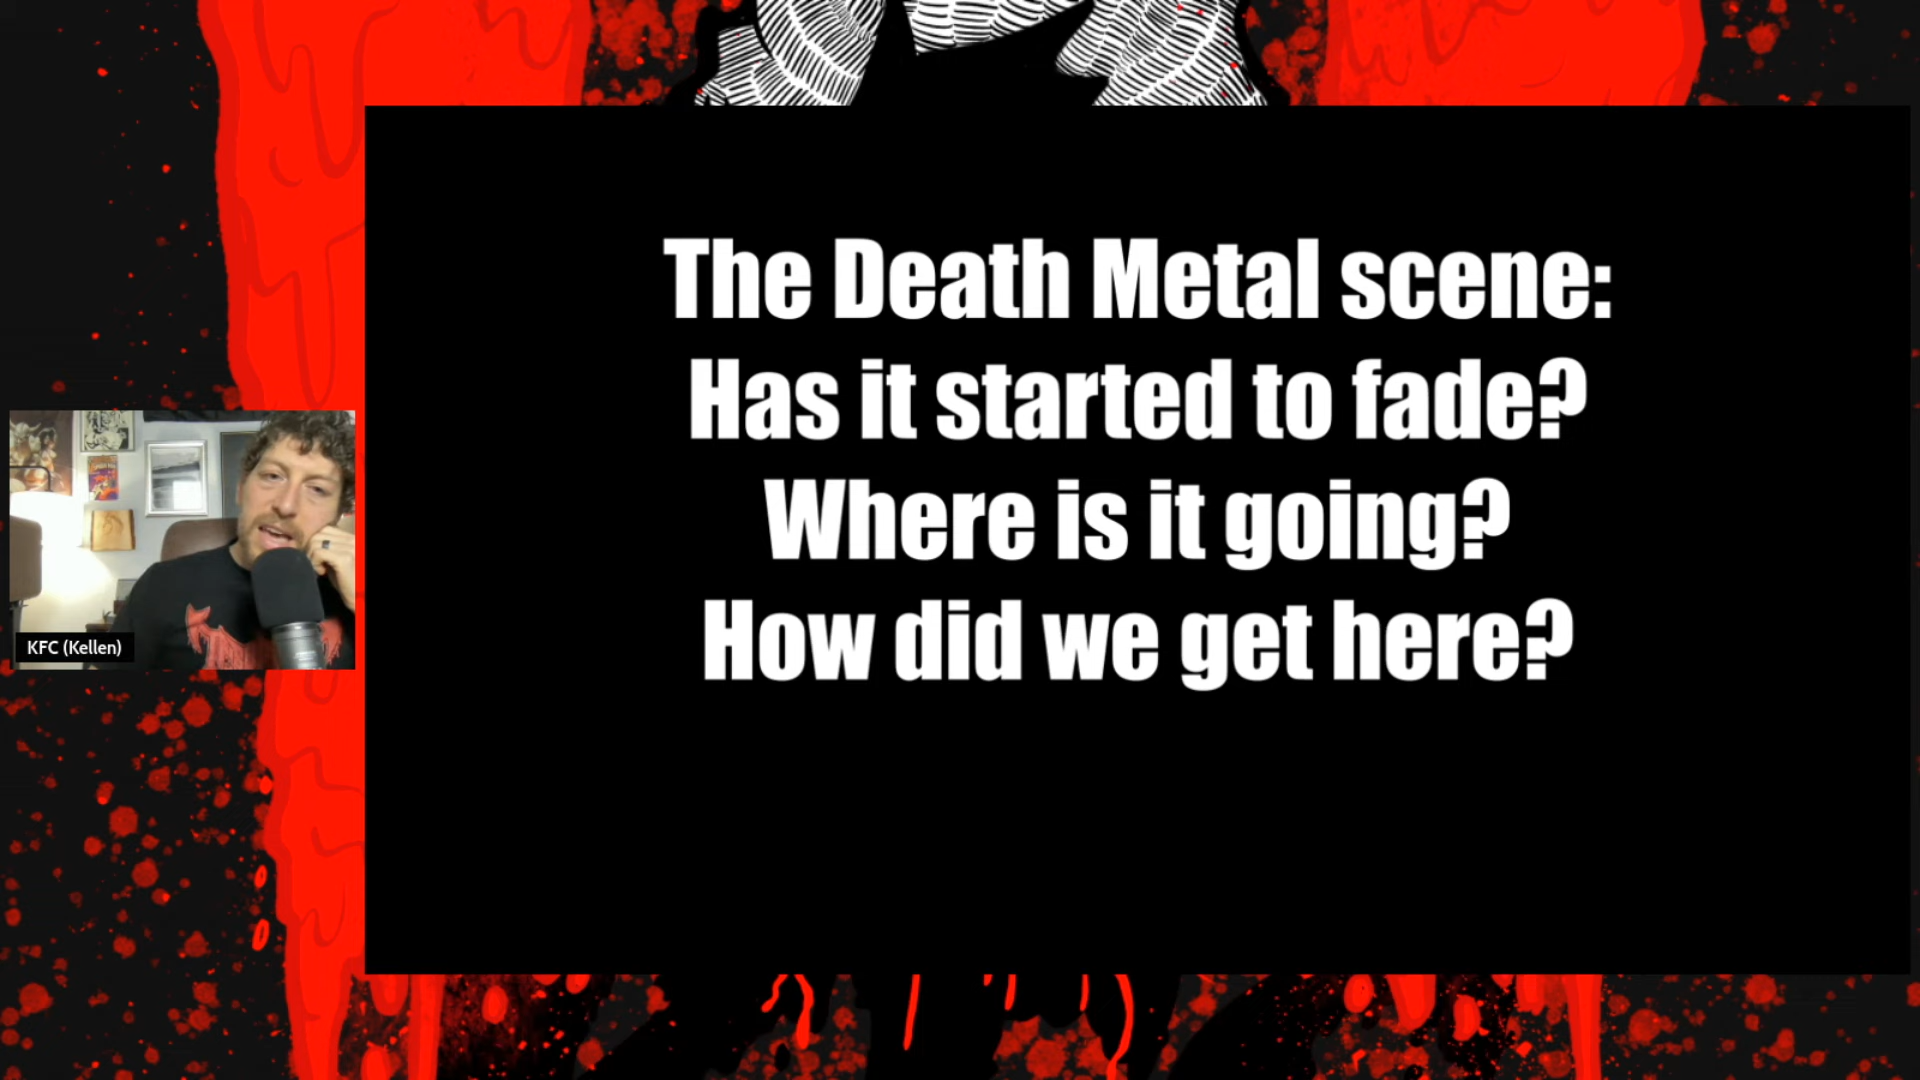 The Death Metal scene:
Has it started to fade?
Where is it going?
How did we get here?
KFC (Kellen)